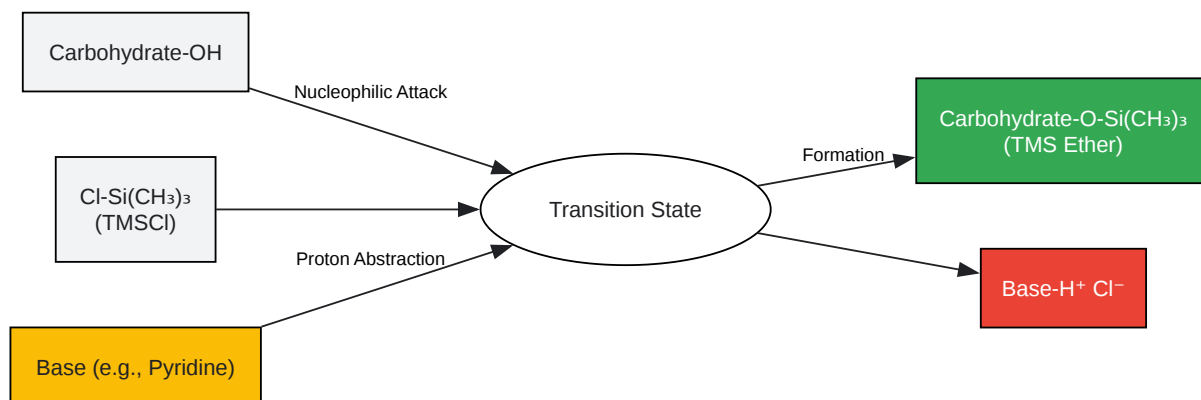 Carbohydrate-OH
Nucleophilic Attack
Cl-Si(CH₃)₃
(TMSCl)
Proton Abstraction
Base (e.g., Pyridine)
Transition State
Formation
Carbohydrate-O-Si(CH₃)₃
(TMS Ether)
Base-H⁺ Cl⁻